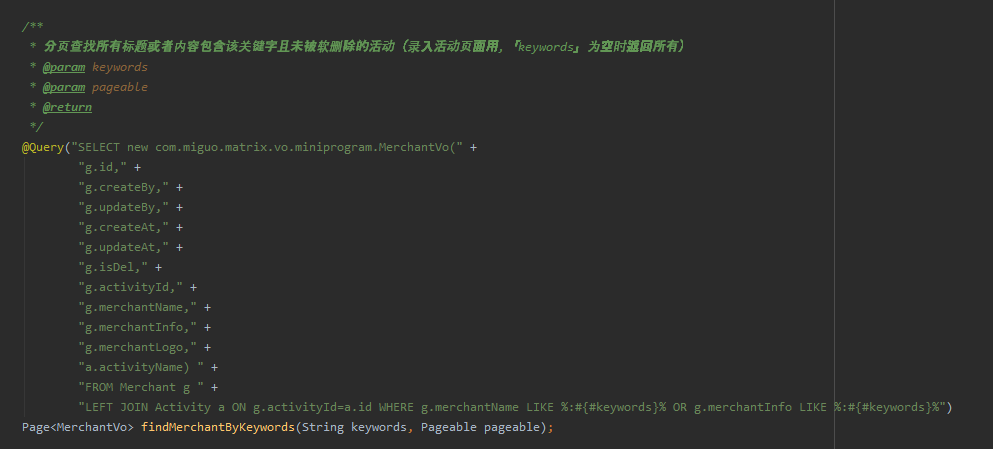 /**
 * 分页查找所有标题或者内容包含该关键字且未被软删除的活动（录入活动页面用,「keywords」为空时返回所有）
 * @param keywords
 * @param pageable
 * @return
 */
@Query("SELECT new com.miguo.matrix.vo.miniprogram.MerchantVo(" +
        "g.id," +
        "g.createBy," +
        "g.updateBy," +
        "g.createAt," +
        "g.updateAt," +
        "g.isDel," +
        "g.activityId," +
        "g.merchantName," +
        "g.merchantInfo," +
        "g.merchantLogo," +
        "a.activityName) " +
        "FROM Merchant g " +
        "LEFT JOIN Activity a ON g.activityId=a.id WHERE g.merchantName LIKE %:#{#keywords}% OR g.merchantInfo LIKE %:#{#keywords}%")
Page<MerchantVo> findMerchantByKeywords(String keywords, Pageable pageable);